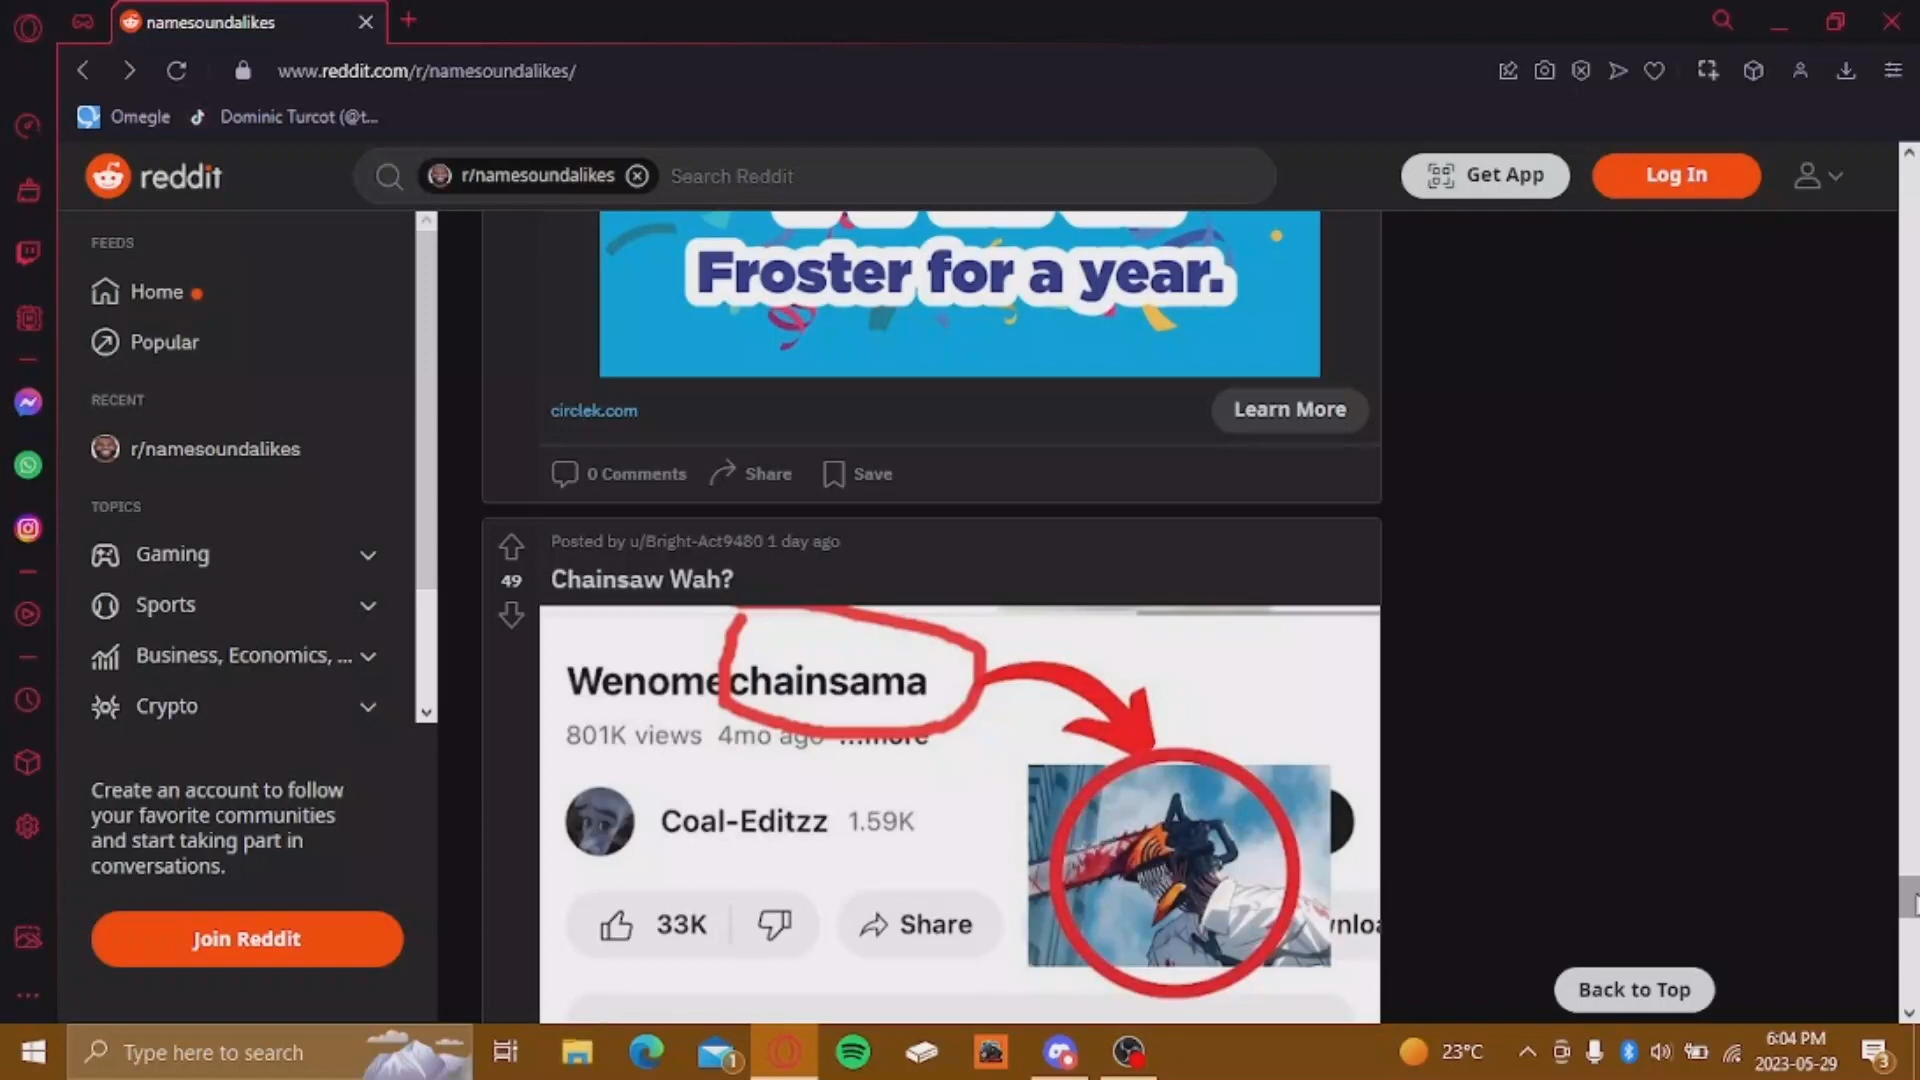 namesoundalikes
www.reddit.com/r/namesoundalikes/
Omegle
Dominic Turcot (@t...
reddit
r/namesoundalikes
Search Reddit
Get App
Log In
FEEDS
Home
Popular
RECENT
r/namesoundalikes
TOPICS
Gaming
Sports
Business, Economics, ...
Crypto
Create an account to follow
your favorite communities
and start taking part in
conversations.
Join Reddit
Froster for a year.
circlek.com
Learn More
0 Comments
Share
Save
Posted by u/Bright-Act9480 1 day ago
49
Chainsaw Wah?
Wenomechainsama
801K views 4mo ago ...more
Coal-Editzz 1.59K
33K
Share
Back to Top
Type here to search
1
23°C
6:04 PM
2023-05-29
3